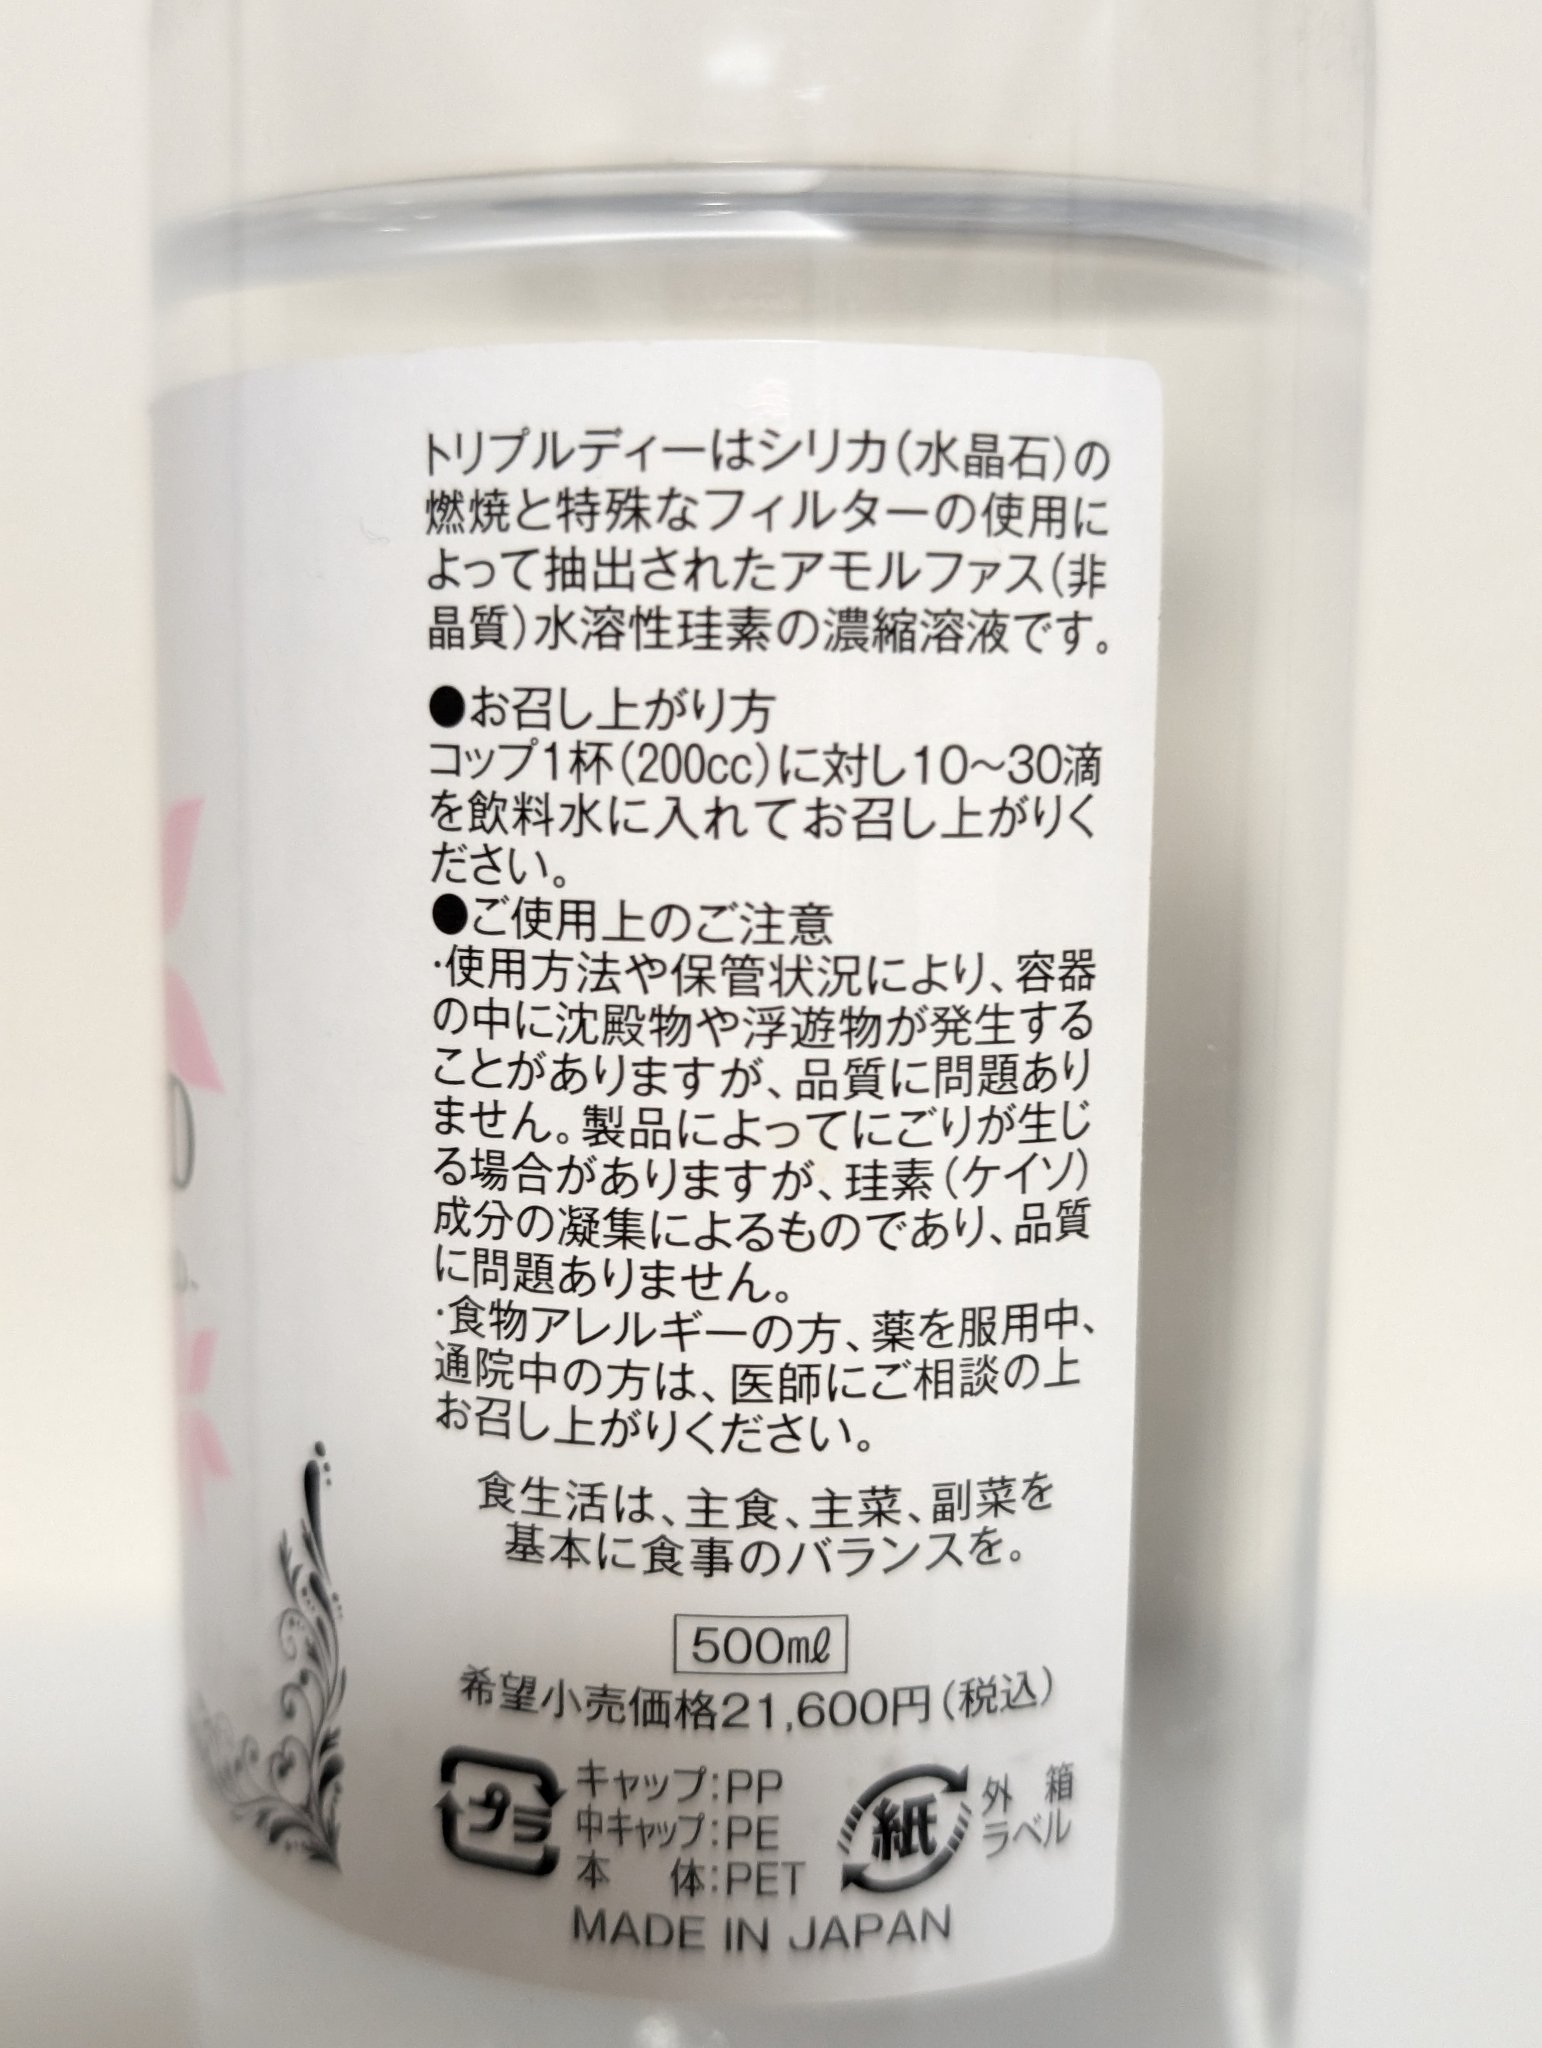 トリプルディーはシリカ(水晶石)の
燃焼と特殊なフィルターの使用に
よって抽出されたアモルファス(非
晶質)水溶性珪素の濃縮溶液です。
●お召し上がり方
コップ1杯(200cc)に対し10〜30滴
を飲料水に入れてお召し上がりく
ださい。
●ご使用上のご注意
・使用方法や保管状況により、容器
の中に沈殿物や浮遊物が発生する
ことがありますが、品質に問題あり
ません。製品によってにごりが生じ
る場合がありますが、珪素(ケイソ)
成分の凝集によるものであり、品質
に問題ありません。
・食物アレルギーの方、薬を服用中、
通院中の方は、医師にご相談の上
お召し上がりください。
食生活は、主食、主菜、副菜を
基本に食事のバランスを。
500㎖
希望小売価格21,600円(税込)
プラ
キャップ:PP
中キャップ:PE
本 体:PET
紙
外 箱
ラベル
MADE IN JAPAN
D